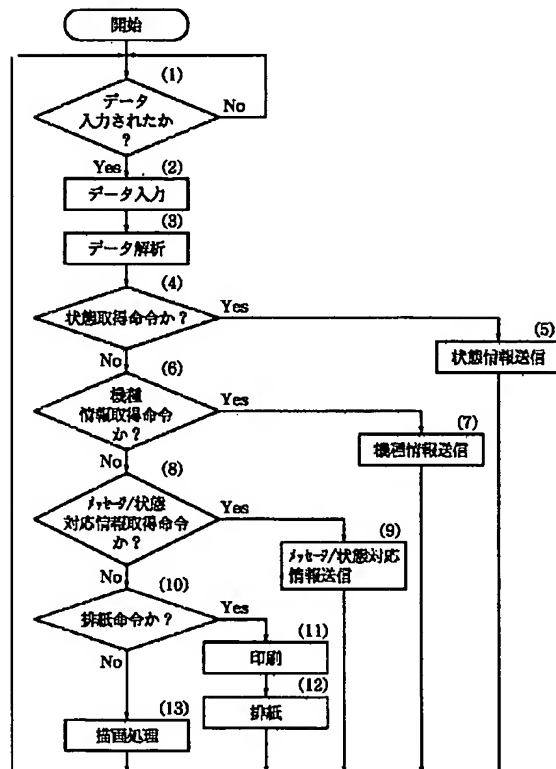 開始
(1)
データ
入力されたか
?
No
Yes
(2)
データ入力
(3)
データ解析
(4)
状態取得命令か?
Yes
(5)
状態情報送信
No
(6)
機種
情報取得命令
か?
Yes
(7)
機種情報送信
No
(8)
メッセージ/状態
対応情報取得命令
か?
Yes
(9)
メッセージ/状態対応
情報送信
No
(10)
排紙命令か?
Yes
(11)
印刷
No
(12)
排紙
(13)
描画処理